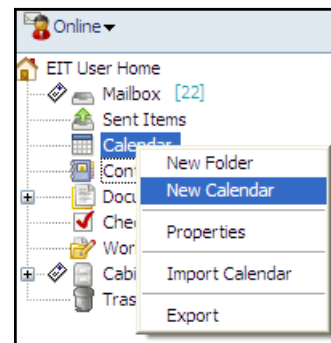 Online
EIT User Home
Mailbox [22]
Sent Items
Calendar
New Folder
New Calendar
Properties
Import Calendar
Export